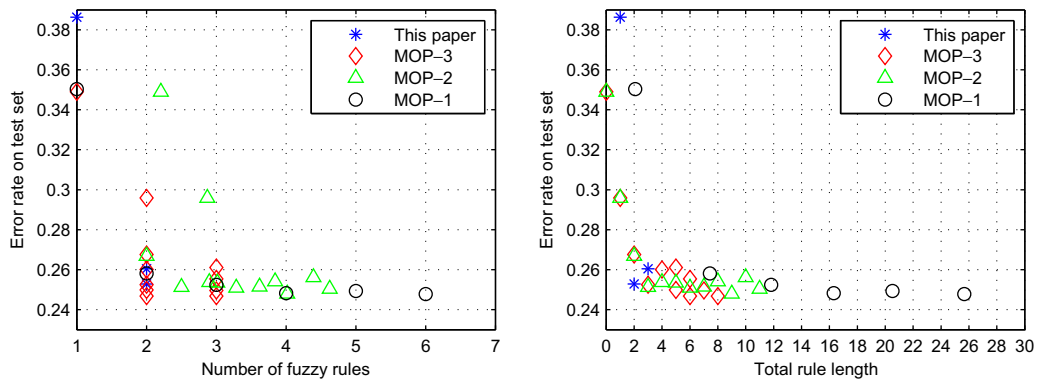 0.38
0.36
0.34
0.32
0.3
0.28
0.26
0.24
Error rate on test set
1
2
3
4
5
6
7
Number of fuzzy rules
This paper
MOP–3
MOP–2
MOP–1
0.38
0.36
0.34
0.32
0.3
0.28
0.26
0.24
Error rate on test set
0 2 4 6 8 10 12 14 16 18 20 22 24 26 28 30
Total rule length
This paper
MOP–3
MOP–2
MOP–1